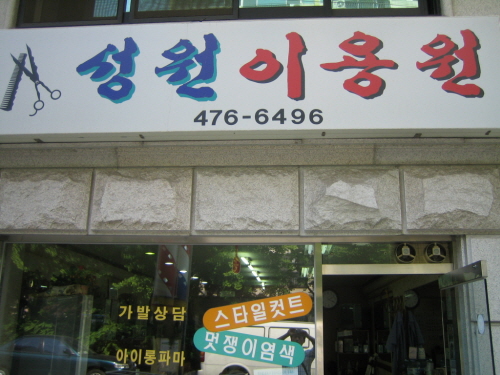 성원이용원
476-6496
가발상담
아이롱파마
스타일컷트
멋쟁이염색